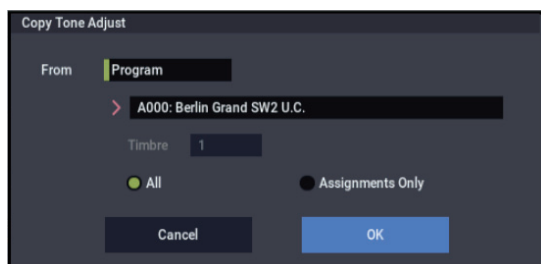 Copy Tone Adjust
From Program
A000: Berlin Grand SW2 U.C.
Timbre 1
All Assignments Only
Cancel OK